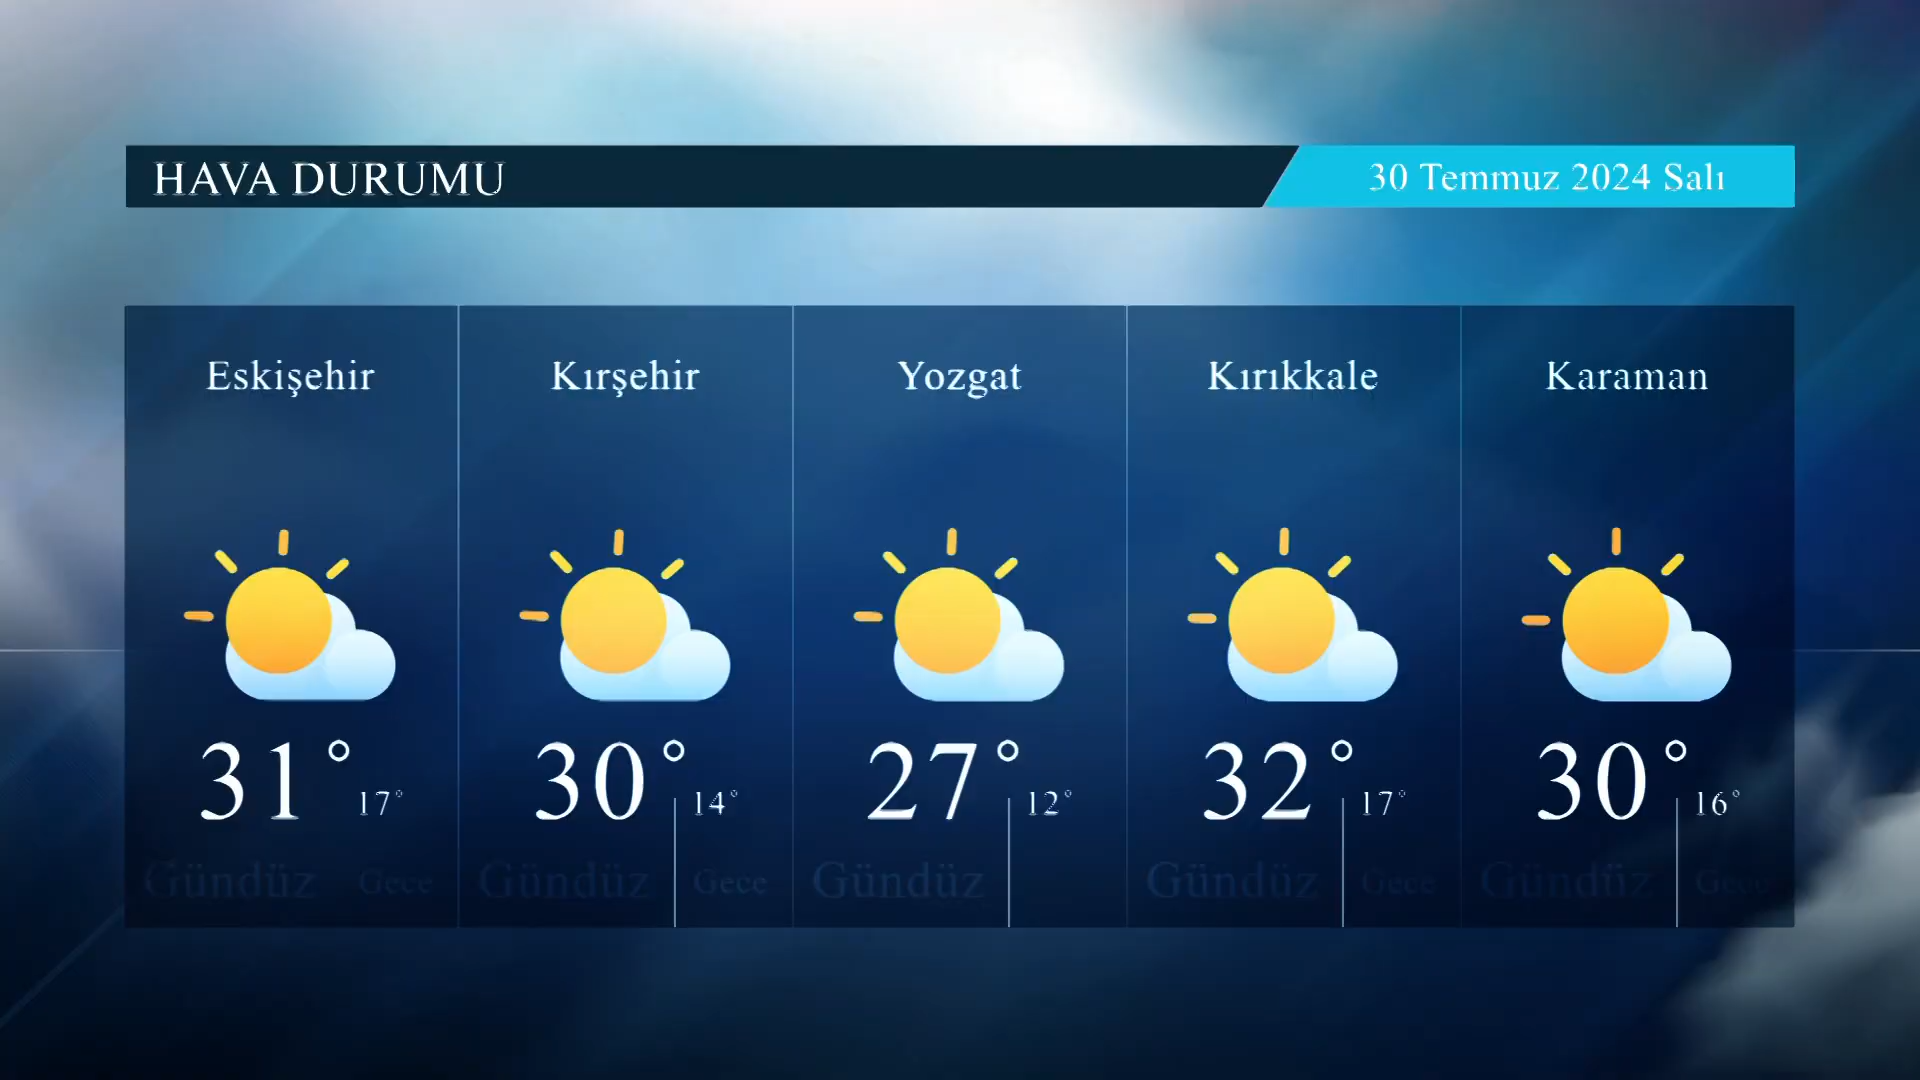 HAVA DURUMU
30 Temmuz 2024 Salı
Eskişehir
31° 17°
Gündüz Gece
Kırşehir
30° 14°
Gündüz Gece
Yozgat
27° 12°
Gündüz
Kırıkkale
32° 17°
Gündüz Gece
Karaman
30° 16°
Gündüz Gece